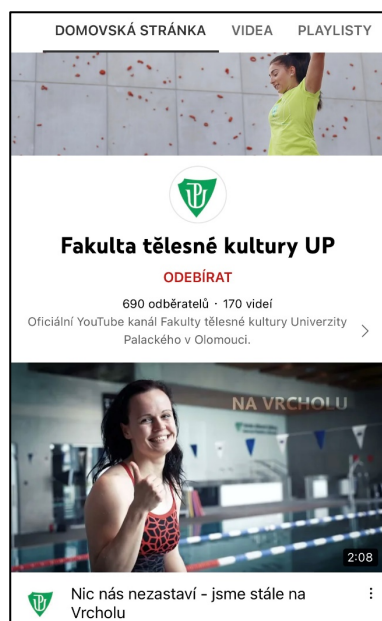 DOMOVSKÁ STRÁNKA VIDEA PLAYLISTY
Fakulta tělesné kultury UP
ODEBÍRAT
690 odběratelů · 170 videí
Oficiální YouTube kanál Fakulty tělesné kultury Univerzity
Palackého v Olomouci.
NA VRCHOLU
2:08
Nic nás nezastaví - jsme stále na
Vrcholu